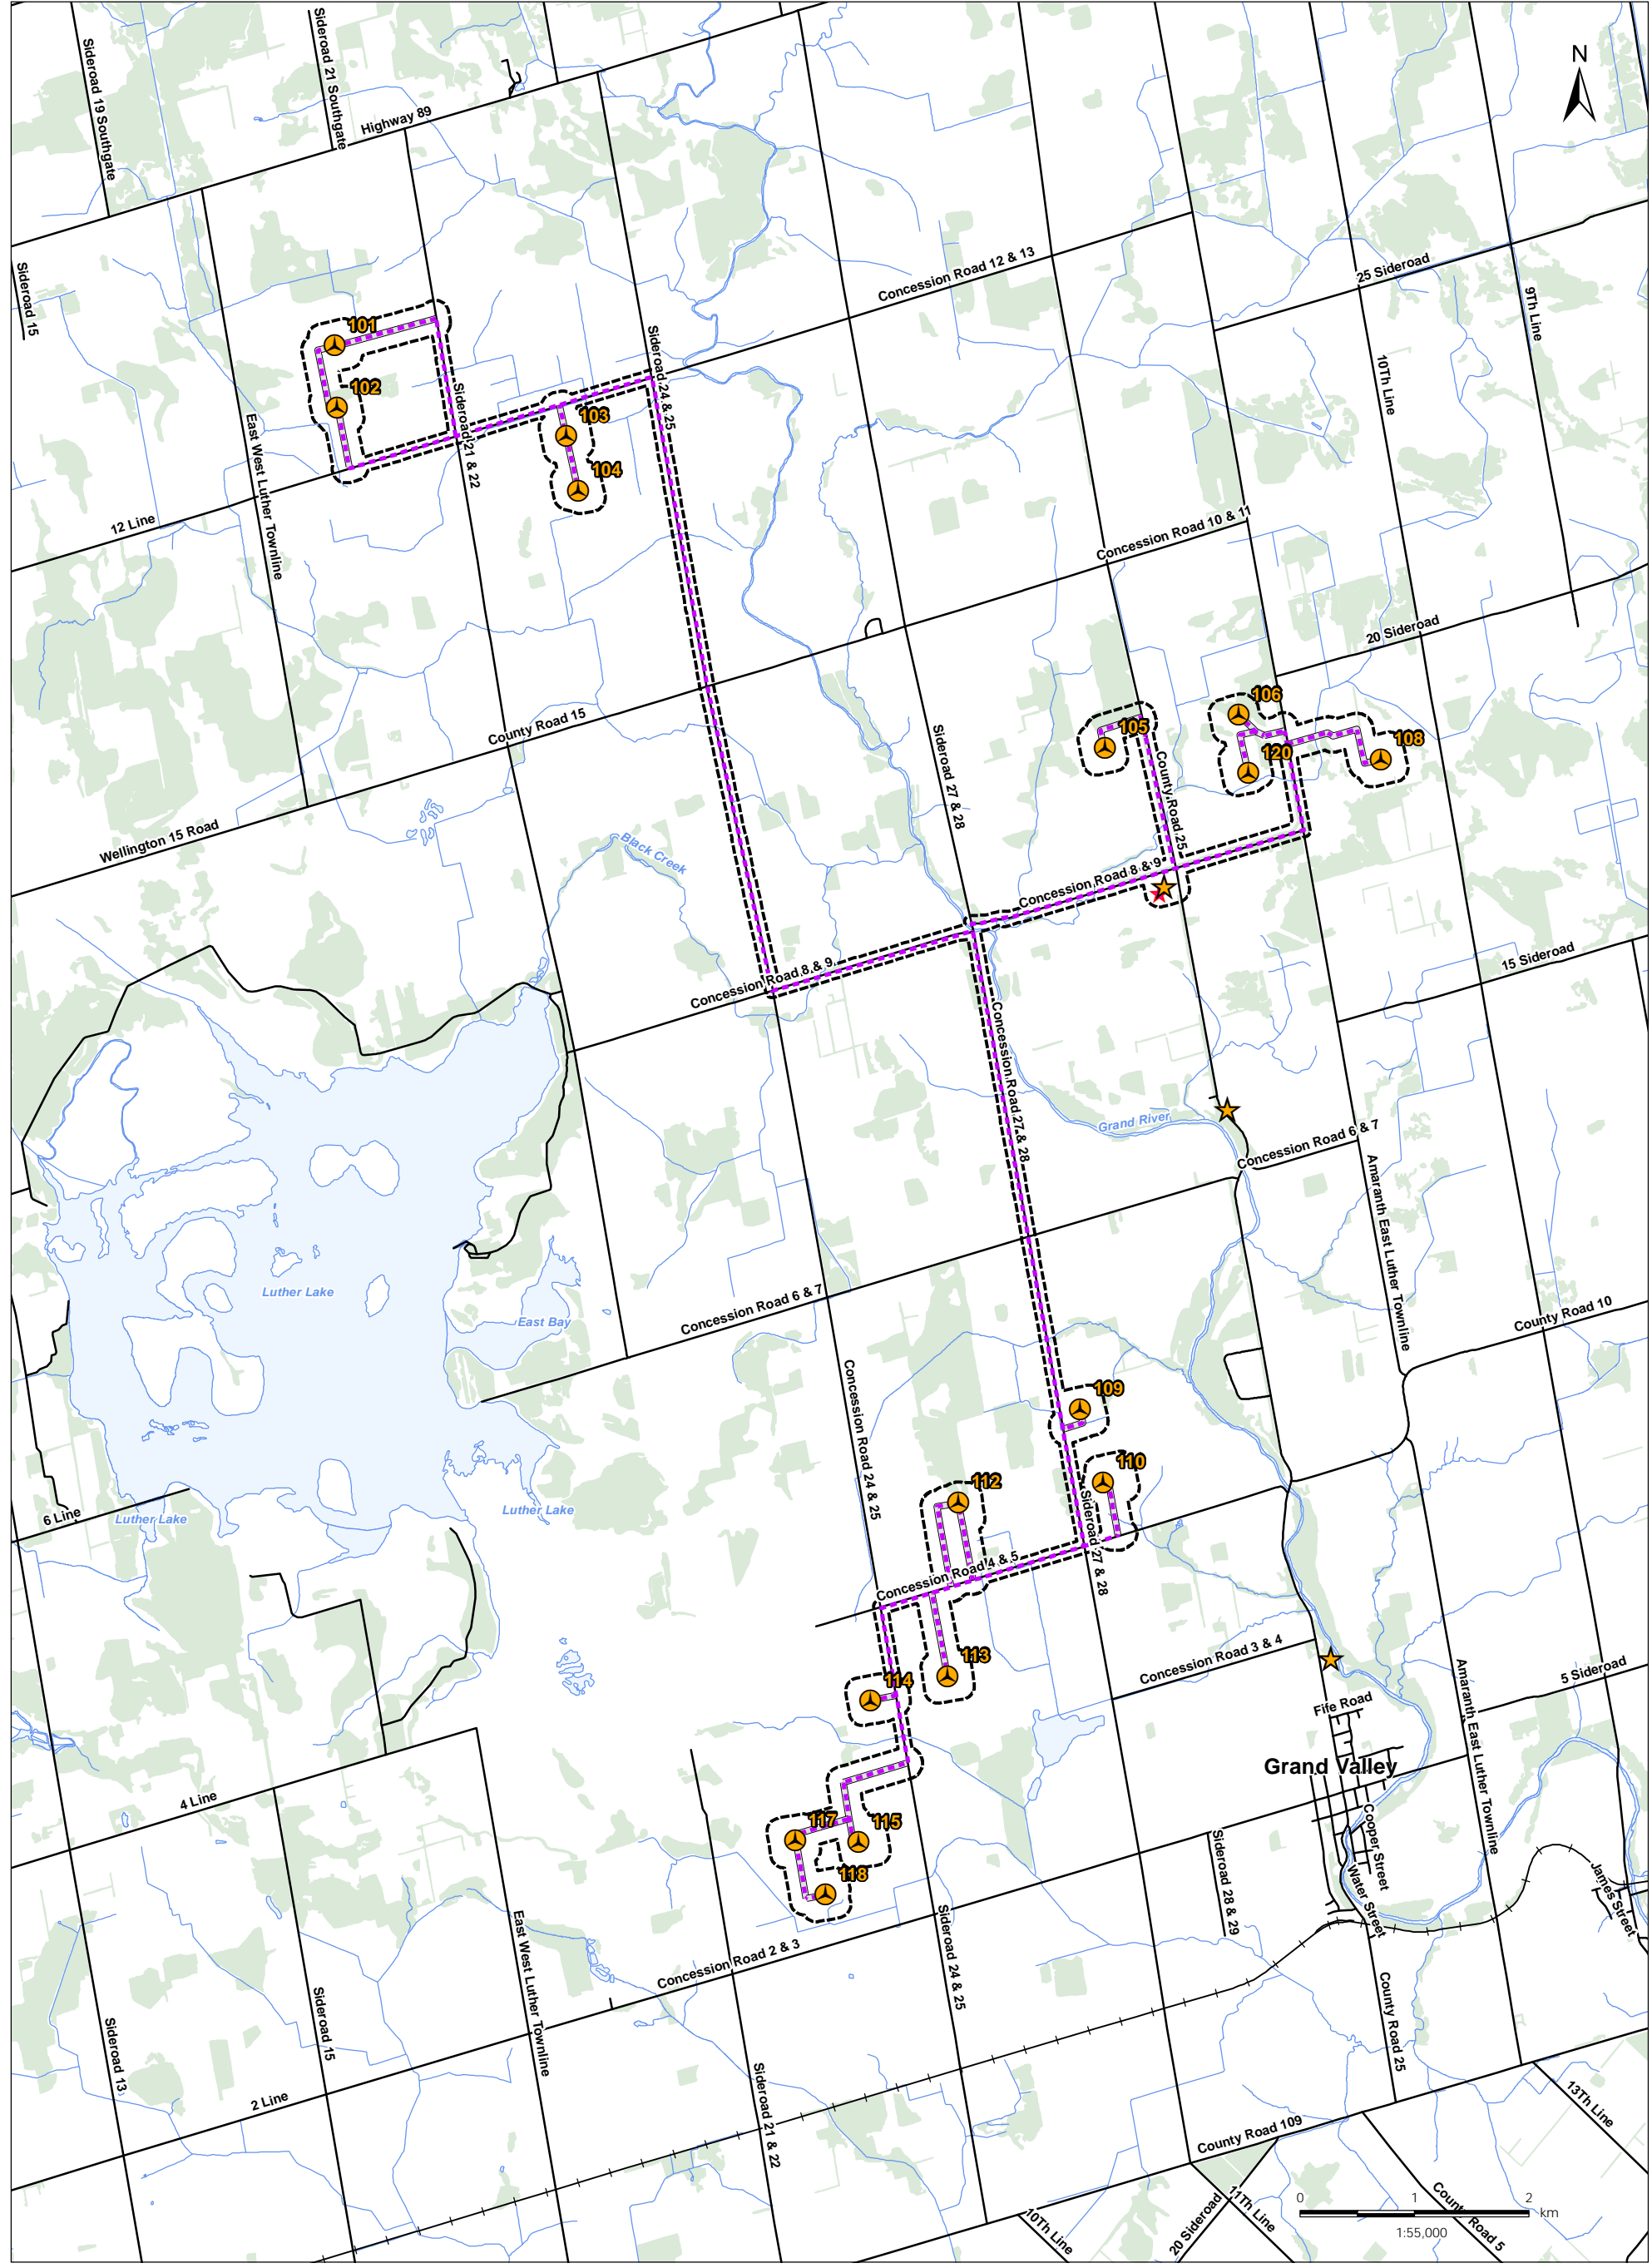 Sideroad 19 Southgate
Sideroad 21 Southgate
Highway 89
N
Sideroad 15
Concession Road 12 & 13
25 Sideroad
9Th Line
101
102
103
104
Sideroad 24 & 25
Sideroad 21 & 22
East West Luther Townline
10Th Line
12 Line
Concession Road 10 & 11
20 Sideroad
County Road 15
Sideroad 27 & 28
105
106
120
108
County Road 25
Wellington 15 Road
Black Creek
Concession Road 8 & 9
Concession Road 8 & 9
15 Sideroad
Concession Road 27 & 28
Grand River
Concession Road 6 & 7
Amaranth East Luther Townline
Luther Lake
East Bay
Concession Road 6 & 7
County Road 10
Concession Road 24 & 25
109
110
112
Sideroad 27 & 28
6 Line
Luther Lake
Luther Lake
Concession Road 4 & 5
113
114
Concession Road 3 & 4
5 Sideroad
Amaranth East Luther Townline
Fife Road
Grand Valley
4 Line
117
115
118
Cooper Street
Water Street
Sideroad 28 & 29
James Street
East West Luther Townline
Concession Road 2 & 3
Sideroad 24 & 25
Sideroad 13
Sideroad 15
County Road 25
2 Line
Sideroad 21 & 22
County Road 109
13Th Line
10Th Line
20 Sideroad
11Th Line
County Road 5
0 1 2
km
1:55,000